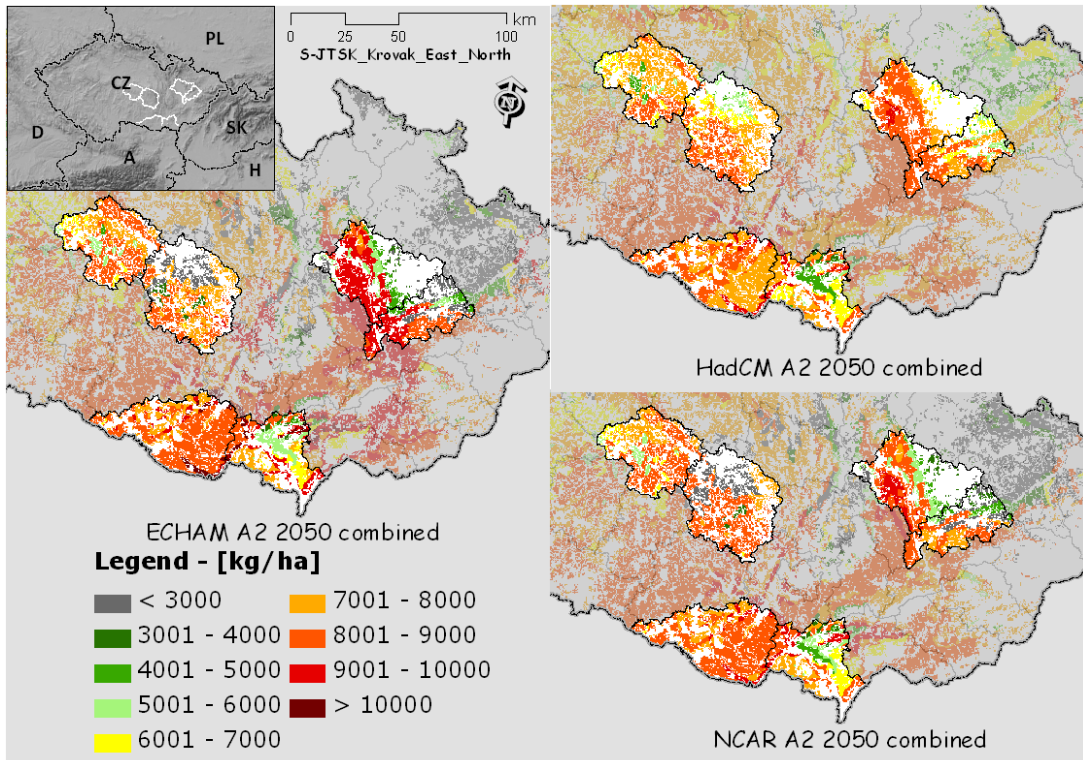 PL
CZ
D
SK
A
H
km
0 25 50 100
S-JTSK_Krovak_East_North
N
HadCM A2 2050 combined
ECHAM A2 2050 combined
Legend - [kg/ha]
< 3000
3001 - 4000
4001 - 5000
5001 - 6000
6001 - 7000
7001 - 8000
8001 - 9000
9001 - 10000
> 10000
NCAR A2 2050 combined